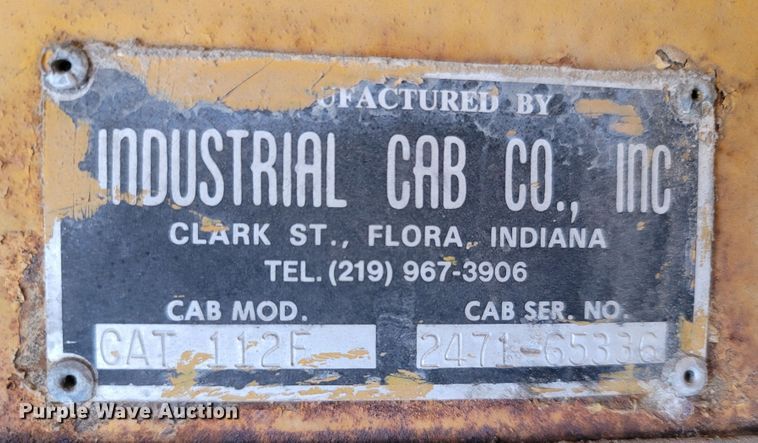 UFACTURED BY
INDUSTRIAL CAB CO., INC
CLARK ST., FLORA, INDIANA
TEL. (219) 967-3906
CAB MOD. CAB SER. NO.
CAT 112F 2471-65336
Purple Wave Auction